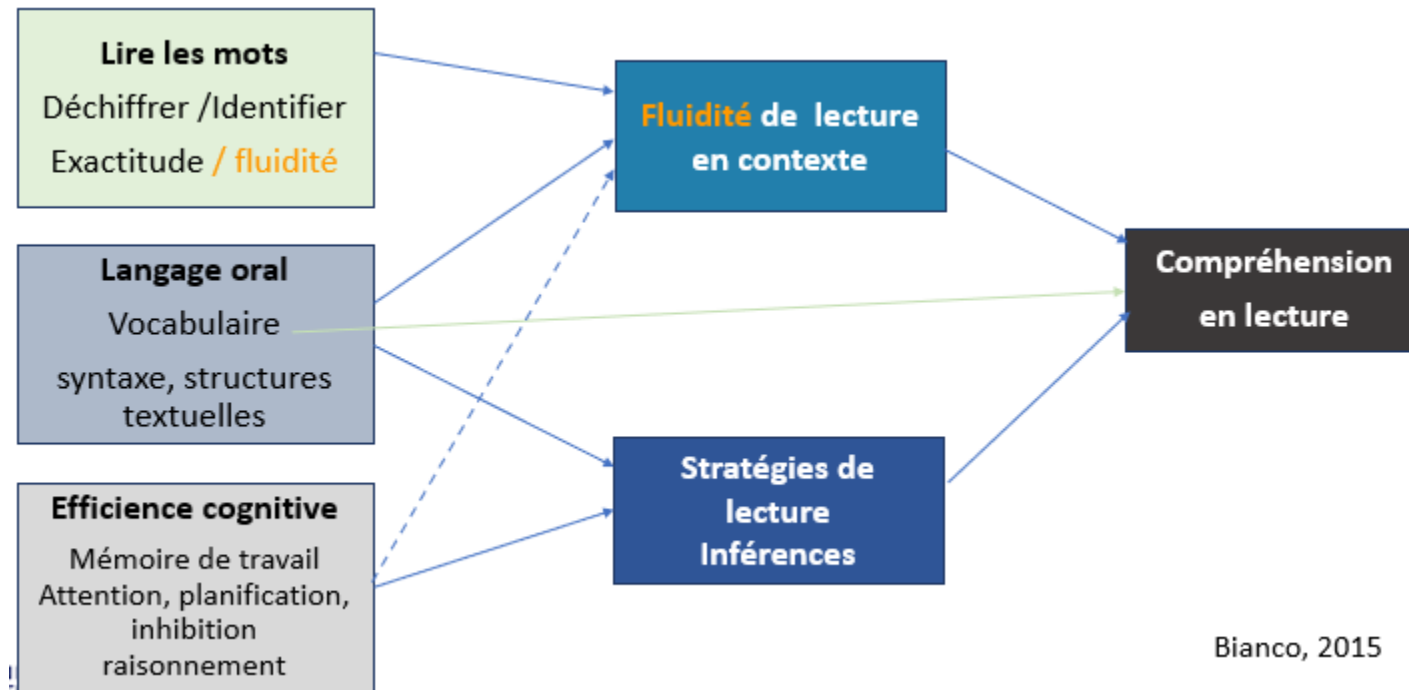 Lire les mots
Déchiffrer /Identifier
Exactitude / fluidité
Langage oral
Vocabulaire
syntaxe, structures
textuelles
Efficience cognitive
Mémoire de travail
Attention, planification,
inhibition
raisonnement
Fluidité de lecture
en contexte
Stratégies de
lecture
Inférences
Compréhension
en lecture
Bianco, 2015